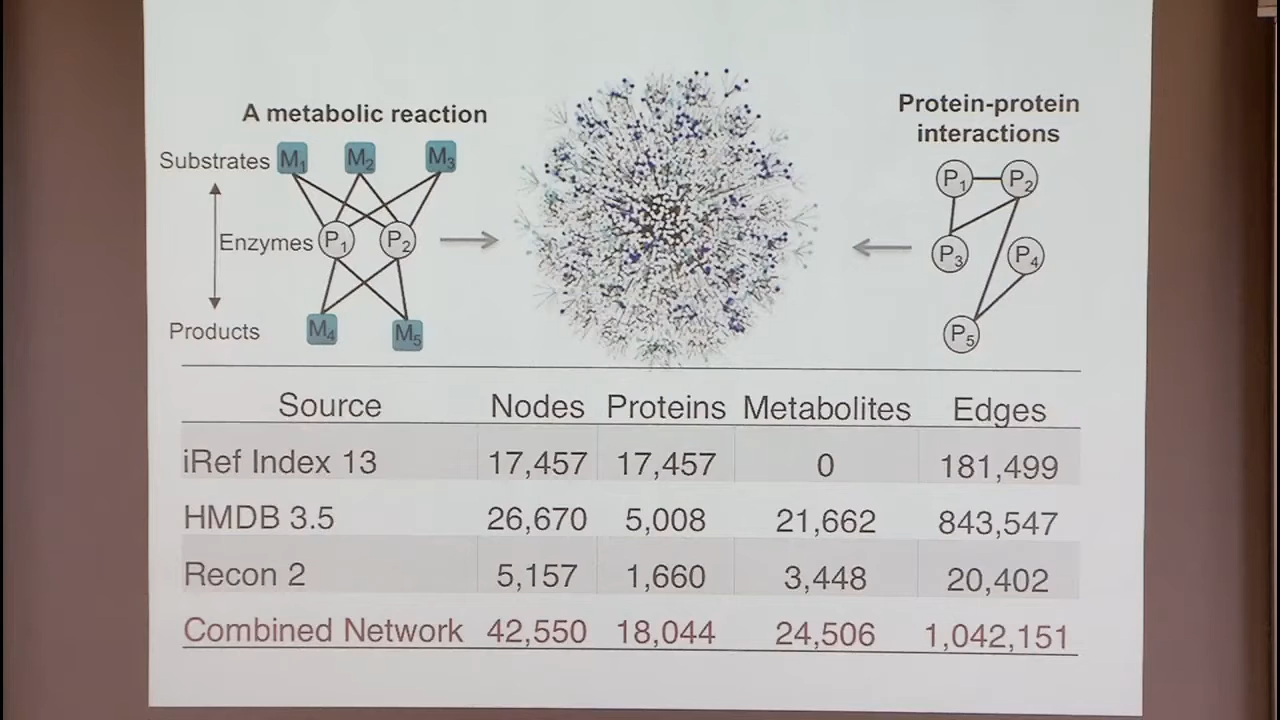 A metabolic reaction
Substrates M1 M2 M3
Enzymes P1 P2
Products M4 M5
Protein-protein
interactions
P1 P2
P3 P4
P5
Source Nodes Proteins Metabolites Edges
iRef Index 13 17,457 17,457 0 181,499
HMDB 3.5 26,670 5,008 21,662 843,547
Recon 2 5,157 1,660 3,448 20,402
Combined Network 42,550 18,044 24,506 1,042,151